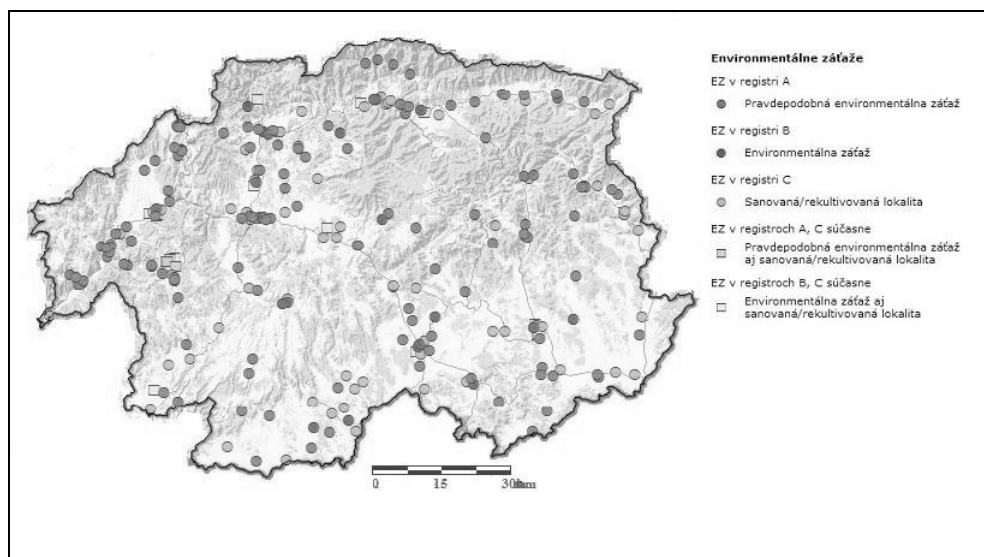 Environmentálne záťaže
EZ v registri A
Pravdepodobná environmentálna záťaž
EZ v registri B
Environmentálna záťaž
EZ v registri C
Sanovaná/rekultivovaná lokalita
EZ v registroch A, C súčasne
Pravdepodobná environmentálna záťaž
aj sanovaná/rekultivovaná lokalita
EZ v registroch B, C súčasne
Environmentálna záťaž aj
sanovaná/rekultivovaná lokalita
0 15 30